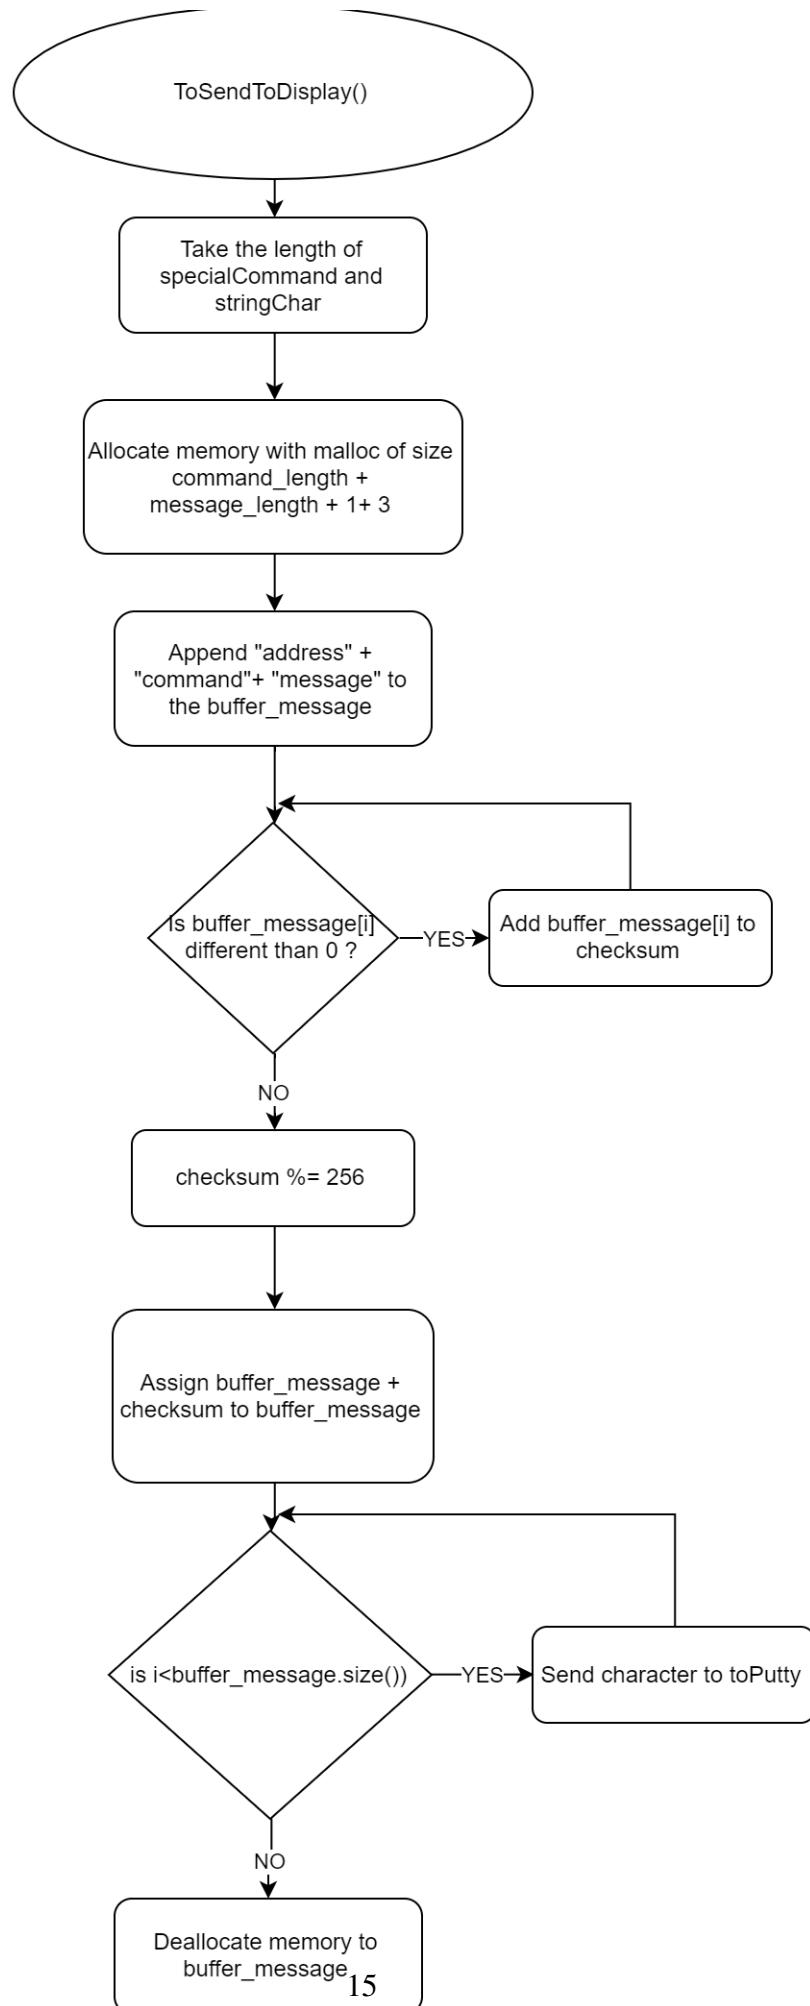 ToSendToDisplay()
Take the length of
specialCommand and
stringChar
Allocate memory with malloc of size
command_length +
message_length + 1+ 3
Append "address" +
"command"+ "message" to
the buffer_message
Is buffer_message[i]
different than 0 ?
YES
Add buffer_message[i] to
checksum
NO
checksum %= 256
Assign buffer_message +
checksum to buffer_message
is i<buffer_message.size())
YES
Send character to toPutty
NO
Deallocate memory to
buffer_message
15